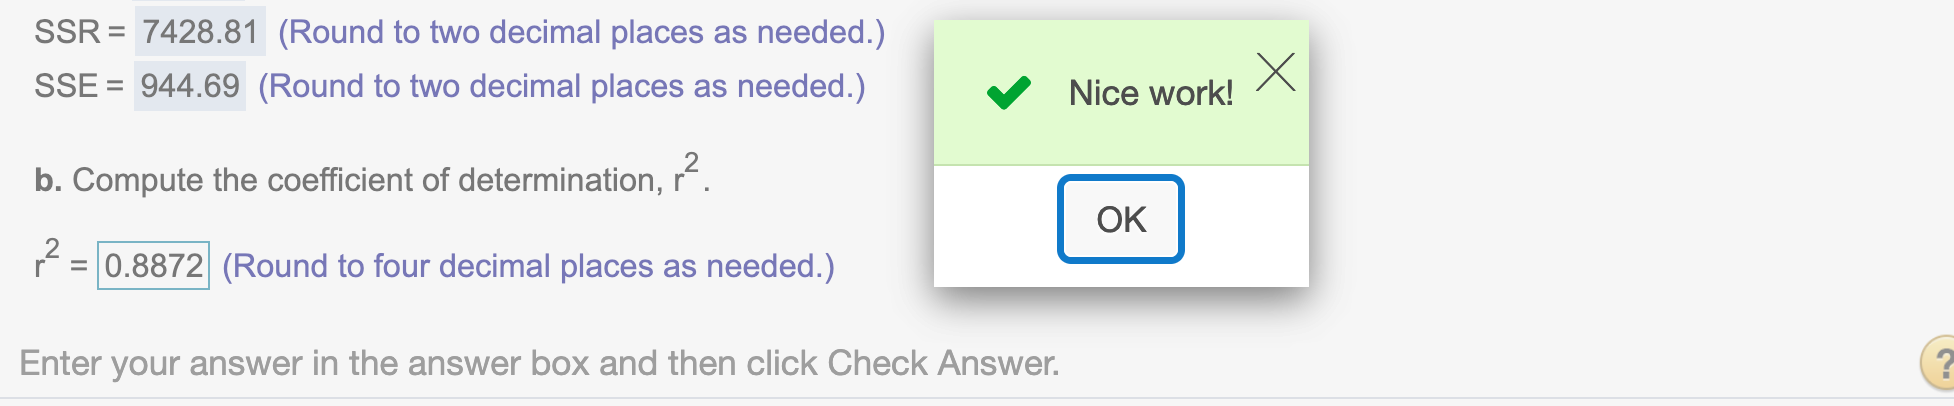 SSR = 7428.81 (Round to two decimal places as needed.)
SSE = 944.69 (Round to two decimal places as needed.)
b. Compute the coefficient of determination, r².
r² = 0.8872 (Round to four decimal places as needed.)
Nice work!
OK
Enter your answer in the answer box and then click Check Answer.
?